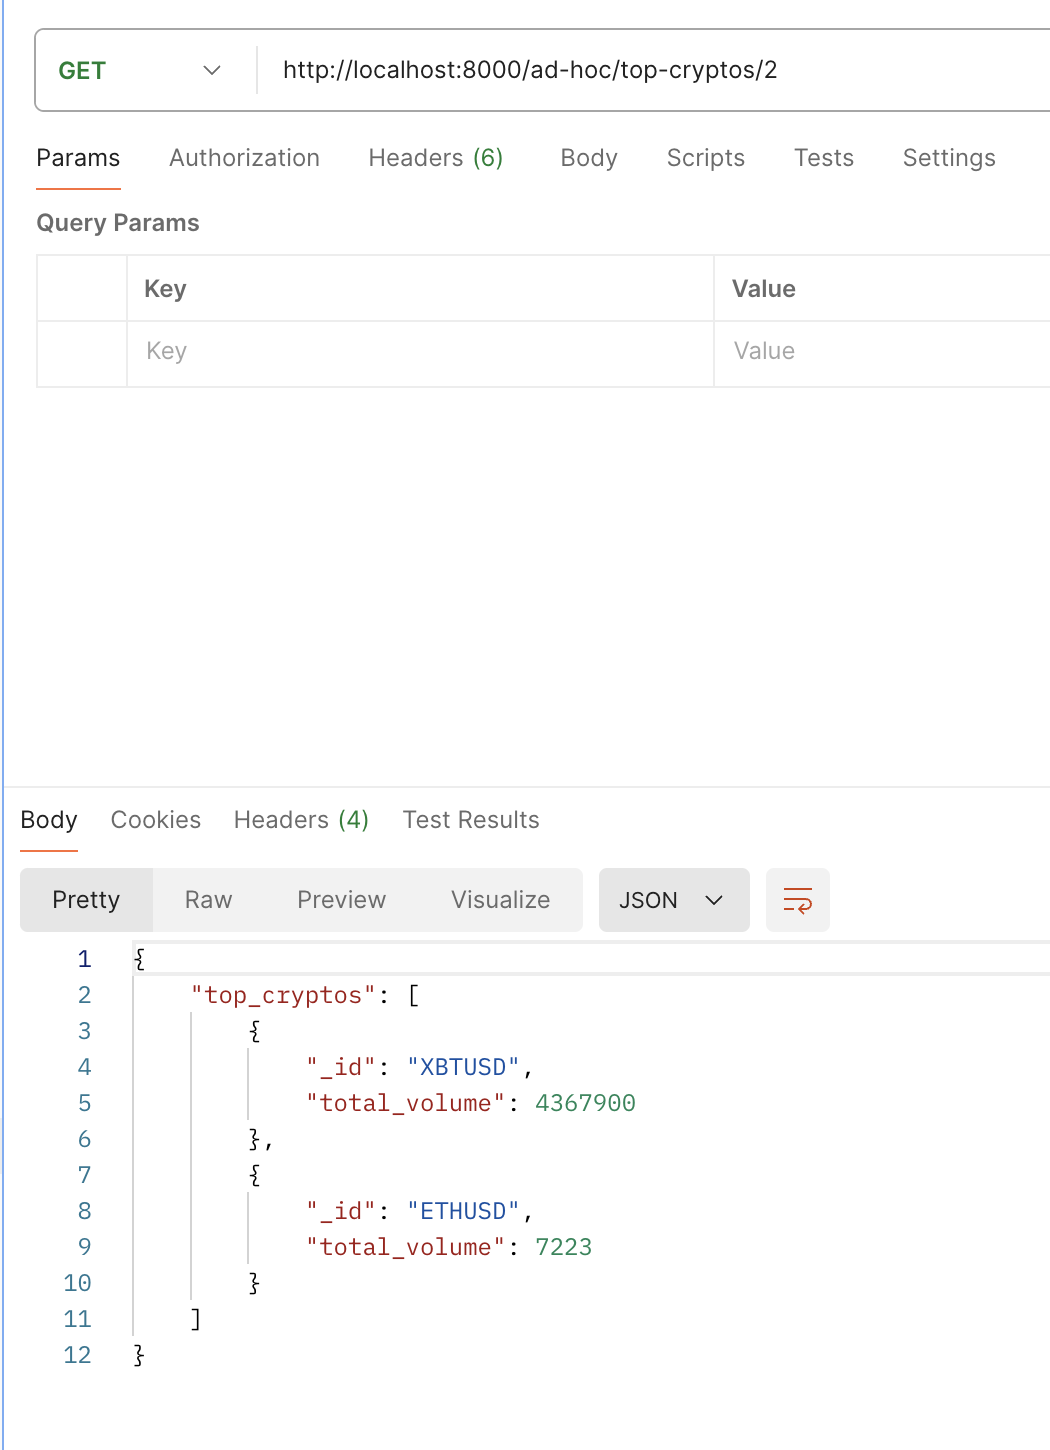 GET http://localhost:8000/ad-hoc/top-cryptos/2
Params Authorization Headers (6) Body Scripts Tests Settings
Query Params
Key Value
Key Value
Body Cookies Headers (4) Test Results
Pretty Raw Preview Visualize JSON
1 {
2 "top_cryptos": [
3 {
4 "_id": "XBTUSD",
5 "total_volume": 4367900
6 },
7 {
8 "_id": "ETHUSD",
9 "total_volume": 7223
10 }
11 ]
12 }